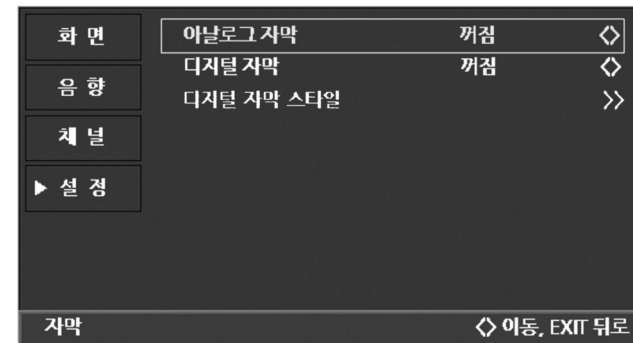 화 면
음 향
채 널
▶ 설 정
아날로그 자막 꺼짐 <>
디지털 자막 꺼짐 <>
디지털 자막 스타일 >>
자막 <> 이동, EXIT 뒤로